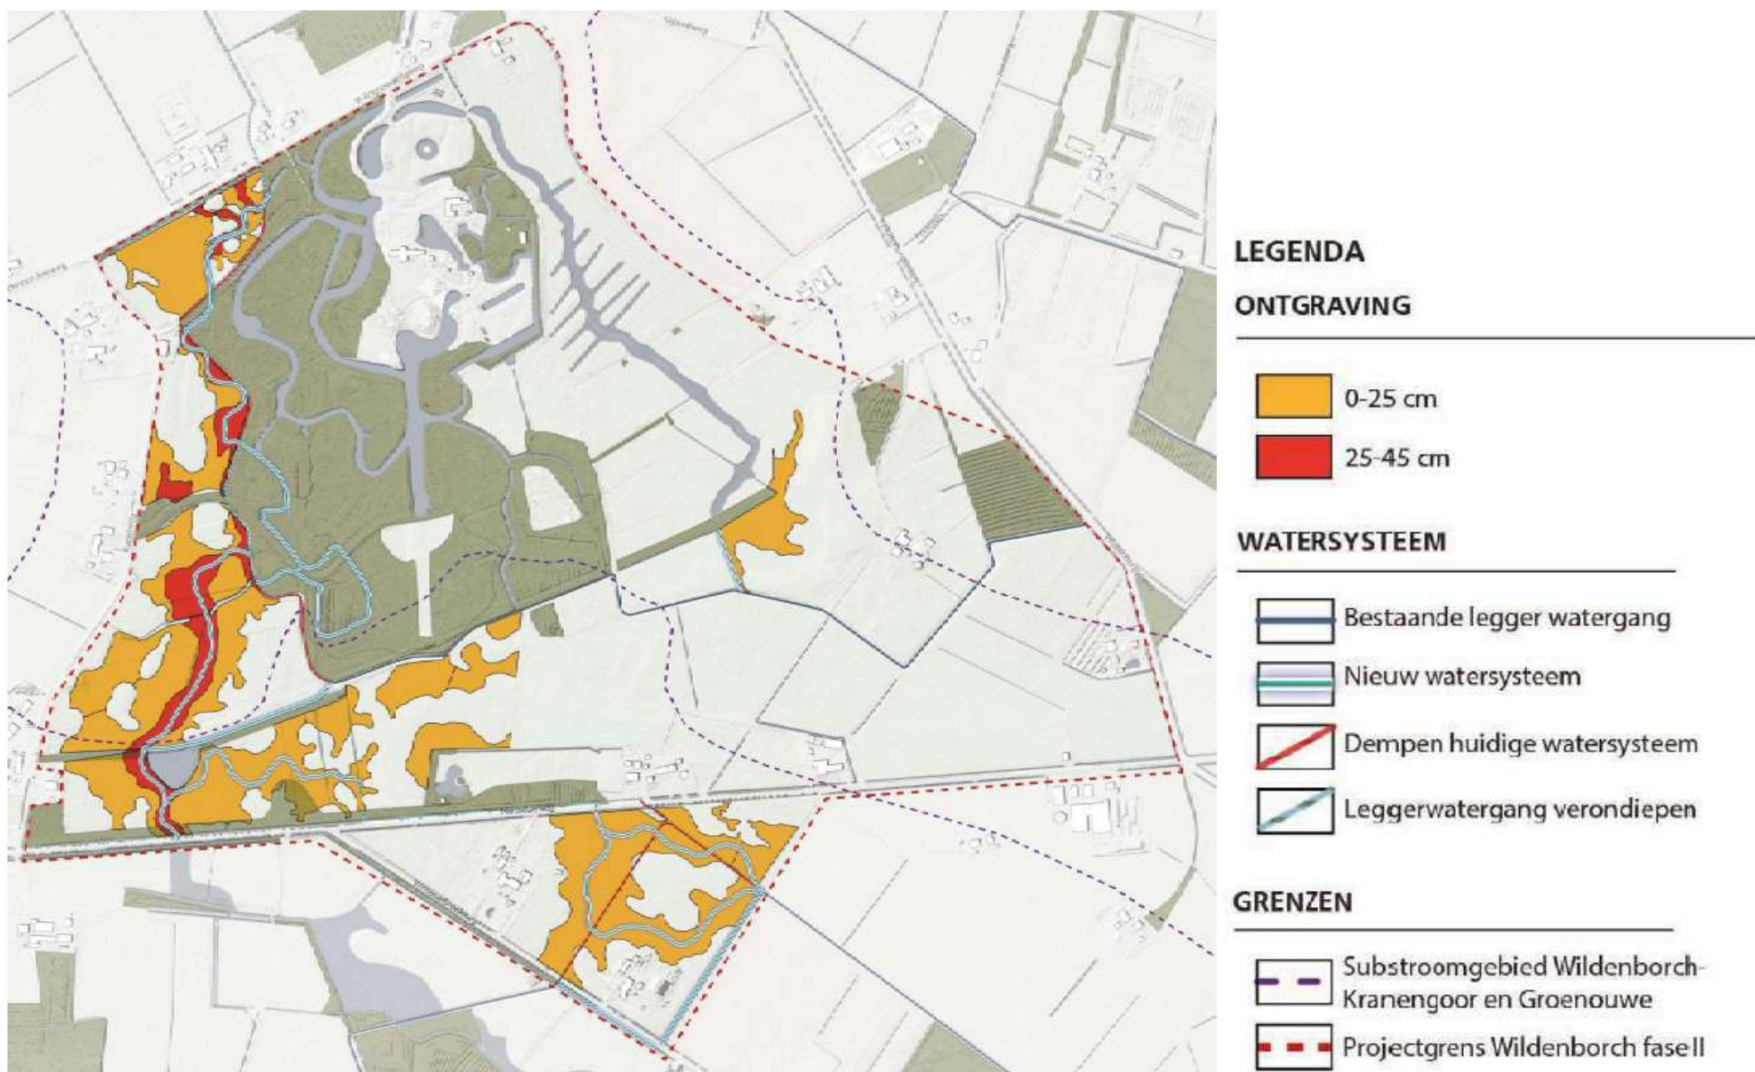 LEGENDA
ONTGRAVING
0-25 cm
25-45 cm
WATERSYSTEEM
Bestaande legger watergang
Nieuw watersysteem
Dempen huidige watersysteem
Leggerwatergang verondiepen
GRENZEN
Substroomgebied Wildenborch-
Kranengoor en Groenouwe
Projectgrens Wildenborch fase II